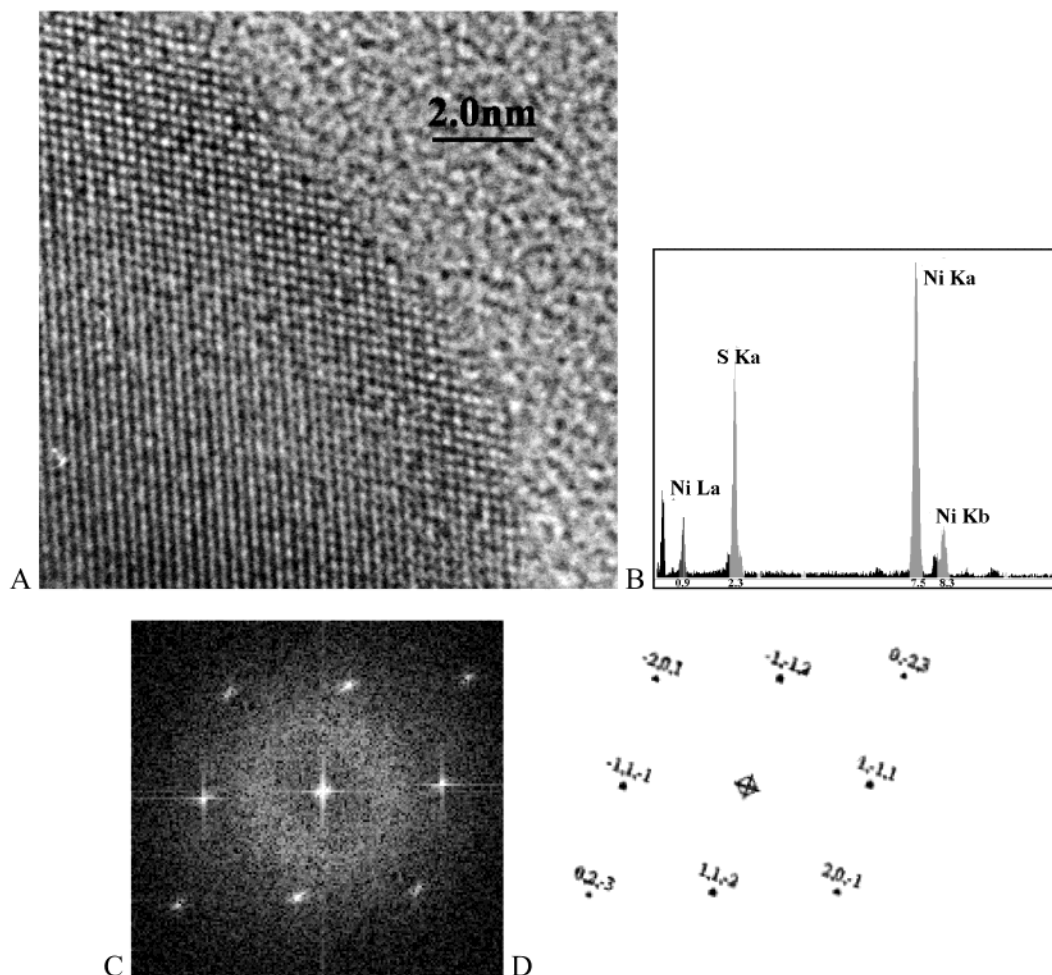 2.0nm
Ni Ka
S Ka
Ni La
Ni Kb
0.9 2.3 7.5 8.3
A B
-2,0,1 -1,-1,2 0,-2,3
-1,1,-1 1,-1,1
0,2,-3 1,1,-2 2,0,-1
C D